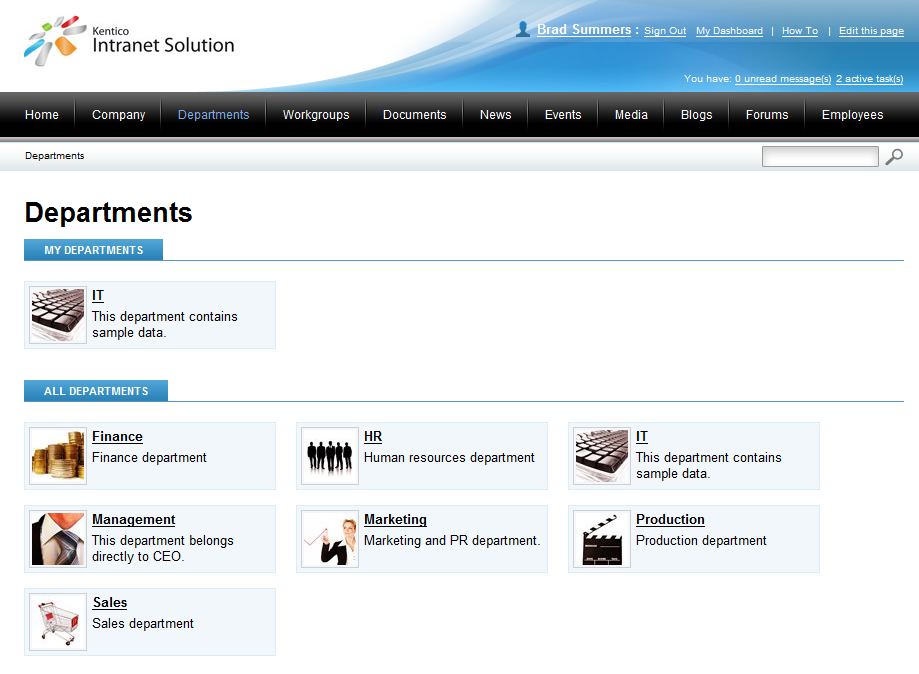 Kentico
Intranet Solution
Brad Summers : Sign Out My Dashboard | How To | Edit this page
You have: 0 unread message(s) 2 active task(s)
Home Company Departments Workgroups Documents News Events Media Blogs Forums Employees
Departments
Departments
MY DEPARTMENTS
IT
This department contains
sample data.
ALL DEPARTMENTS
Finance
Finance department
HR
Human resources department
IT
This department contains
sample data.
Management
This department belongs
directly to CEO.
Marketing
Marketing and PR department.
Production
Production department
Sales
Sales department